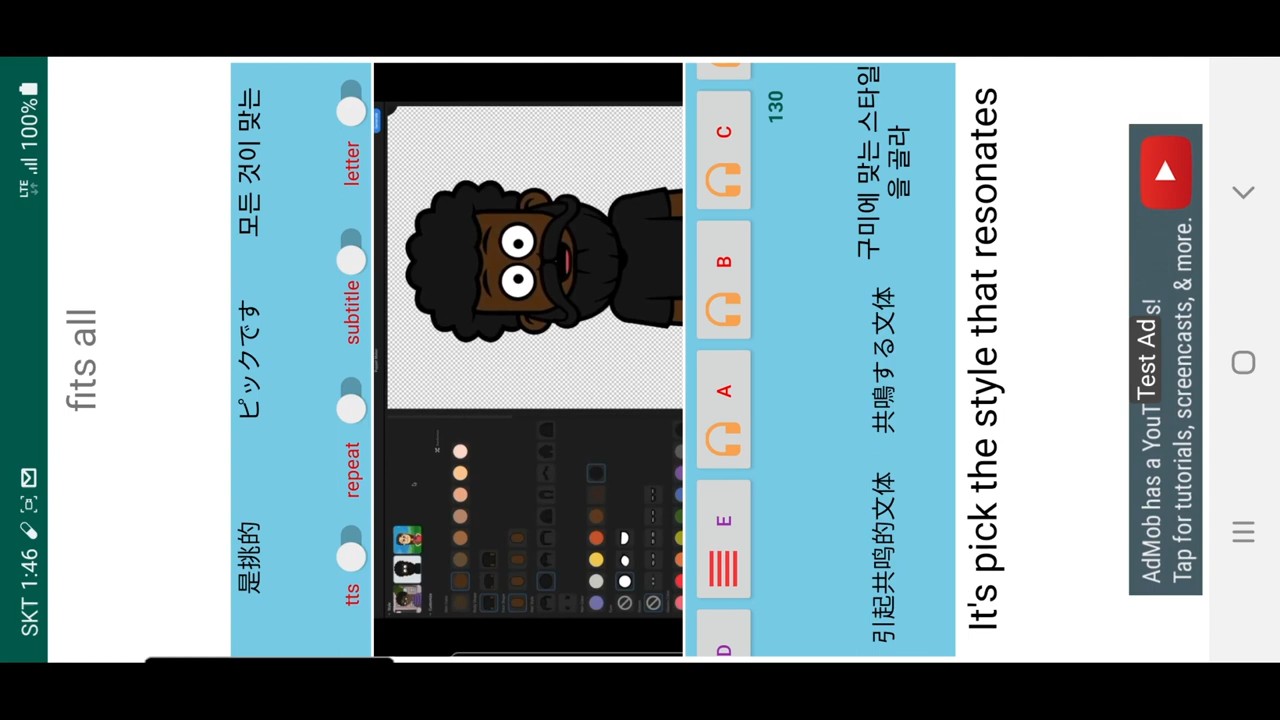 SKT 1:46 LTE 100%
fits all
是挑的 ピックです 모든 것이 맞는
tts repeat subtitle letter
D E A B C
130
引起共鸣的文体 共鳴する文体 구미에 맞는 스타일
을 골라
It's pick the style that resonates
Test Ad
AdMob has a YouT s!
Tap for tutorials, screencasts, & more.